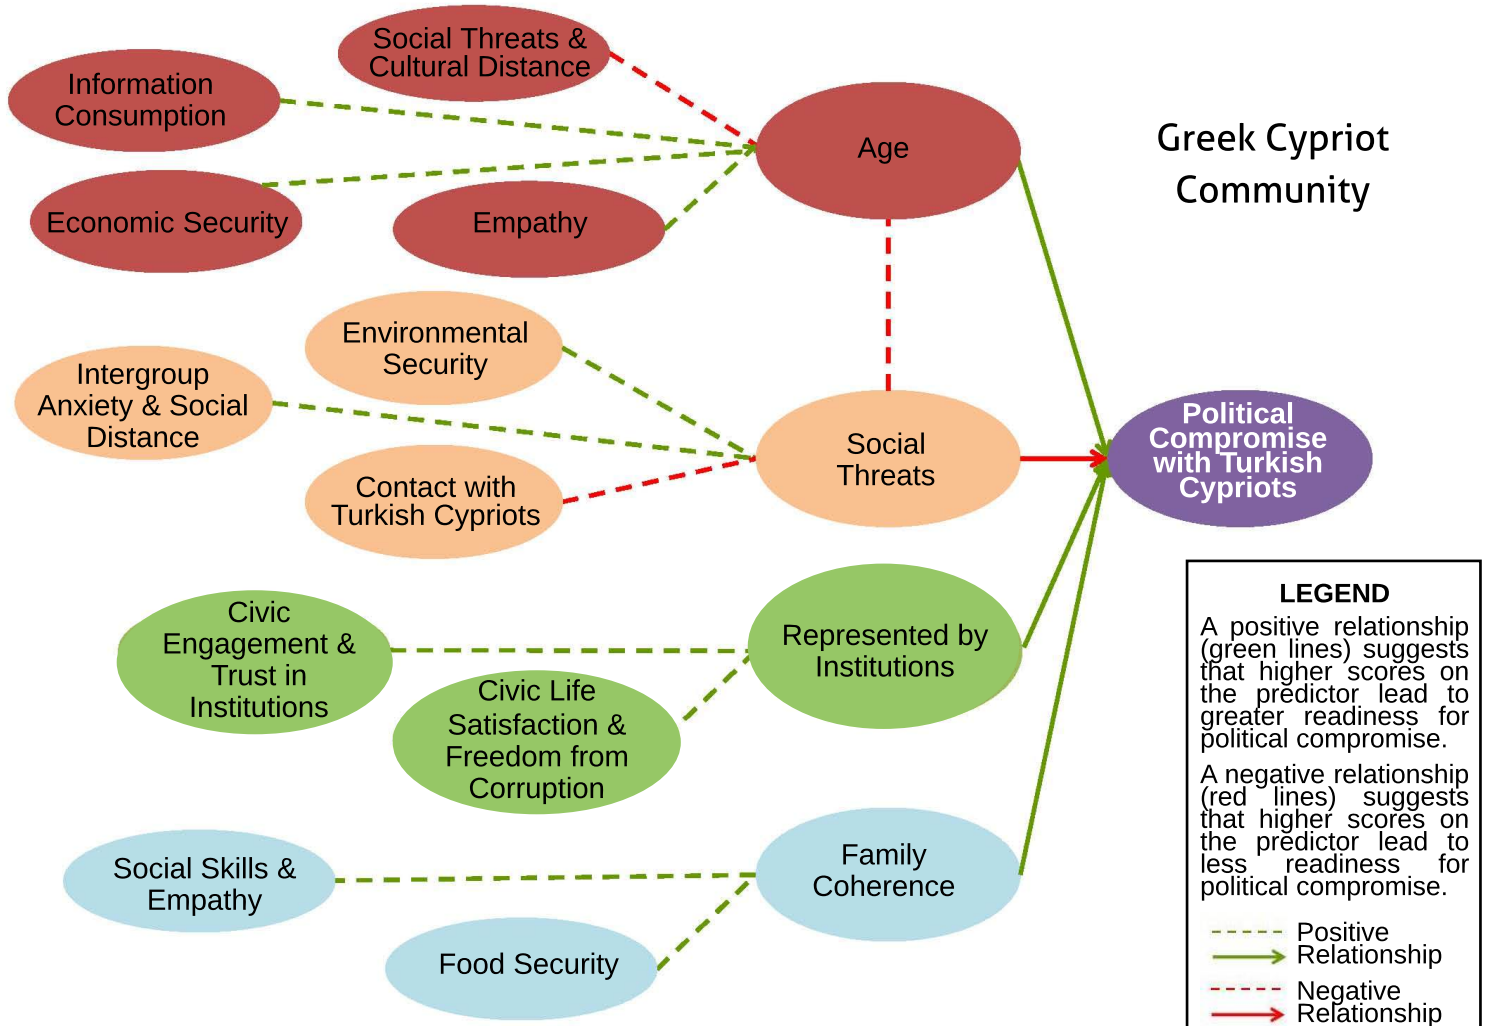 Social Threats &
Cultural Distance
Information
Consumption
Age
Greek Cypriot
Community
Economic Security
Empathy
Environmental
Security
Intergroup
Anxiety & Social
Distance
Social
Threats
Political
Compromise
with Turkish
Cypriots
Contact with
Turkish Cypriots
Civic
Engagement &
Trust in
Institutions
Represented by
Institutions
Civic Life
Satisfaction &
Freedom from
Corruption
Social Skills &
Empathy
Family
Coherence
Food Security
LEGEND
A positive relationship
(green lines) suggests
that higher scores on
the predictor lead to
greater readiness for
political compromise.
A negative relationship
(red lines) suggests
that higher scores on
the predictor lead to
less readiness for
political compromise.
Positive
Relationship
Negative
Relationship